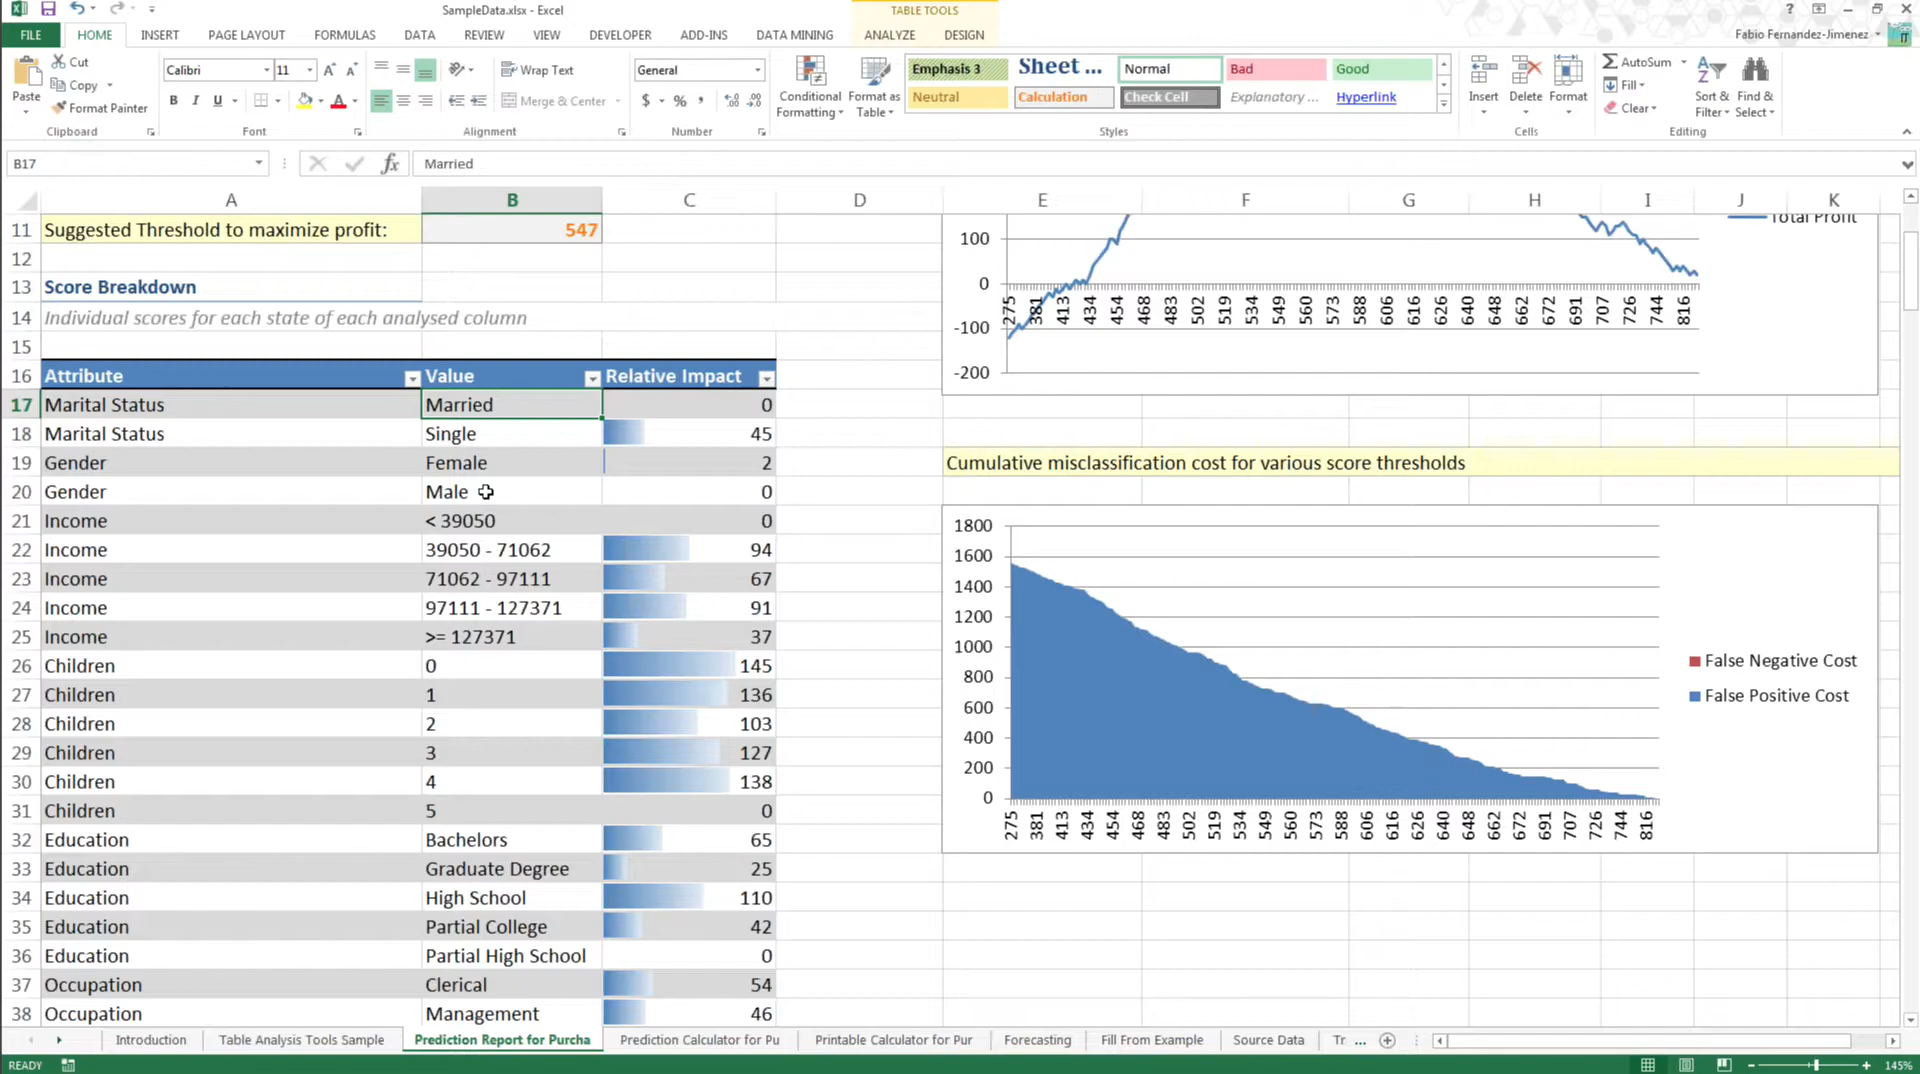 SampleData.xlsx - Excel
TABLE TOOLS
FILE
HOME
INSERT
PAGE LAYOUT
FORMULAS
DATA
REVIEW
VIEW
DEVELOPER
ADD-INS
DATA MINING
ANALYZE
DESIGN
Fabio Fernandez-Jimenez
Paste
Cut
Copy
Format Painter
Clipboard
Calibri
11
B I U
Font
Wrap Text
Merge & Center
Alignment
General
$ % ,
Number
Conditional
Formatting
Format as
Table
Emphasis 3
Sheet ...
Normal
Bad
Good
Neutral
Calculation
Check Cell
Explanatory ...
Hyperlink
Styles
Insert
Delete
Format
Cells
AutoSum
Fill
Clear
Sort &
Filter
Find &
Select
Editing
B17
fx
Married
A B C D E F G H I J K
11 Suggested Threshold to maximize profit: 547
12
13 Score Breakdown
14 Individual scores for each state of each analysed column
15
16 Attribute Value Relative Impact
17 Marital Status Married 0
18 Marital Status Single 45
19 Gender Female 2
20 Gender Male 0
21 Income < 39050 0
22 Income 39050 - 71062 94
23 Income 71062 - 97111 67
24 Income 97111 - 127371 91
25 Income >= 127371 37
26 Children 0 145
27 Children 1 136
28 Children 2 103
29 Children 3 127
30 Children 4 138
31 Children 5 0
32 Education Bachelors 65
33 Education Graduate Degree 25
34 Education High School 110
35 Education Partial College 42
36 Education Partial High School 0
37 Occupation Clerical 54
38 Occupation Management 46
Total Profit
100
0
-100
-200
275 381 413 434 454 468 483 502 519 534 549 560 573 588 606 616 626 640 648 662 672 691 707 726 744 816
Cumulative misclassification cost for various score thresholds
1800
1600
1400
1200
1000
800
600
400
200
0
275 381 413 434 454 468 483 502 519 534 549 560 573 588 606 616 626 640 648 662 672 691 707 726 744 816
False Negative Cost
False Positive Cost
Introduction
Table Analysis Tools Sample
Prediction Report for Purcha
Prediction Calculator for Pu
Printable Calculator for Pur
Forecasting
Fill From Example
Source Data
Tr ...
READY
145%